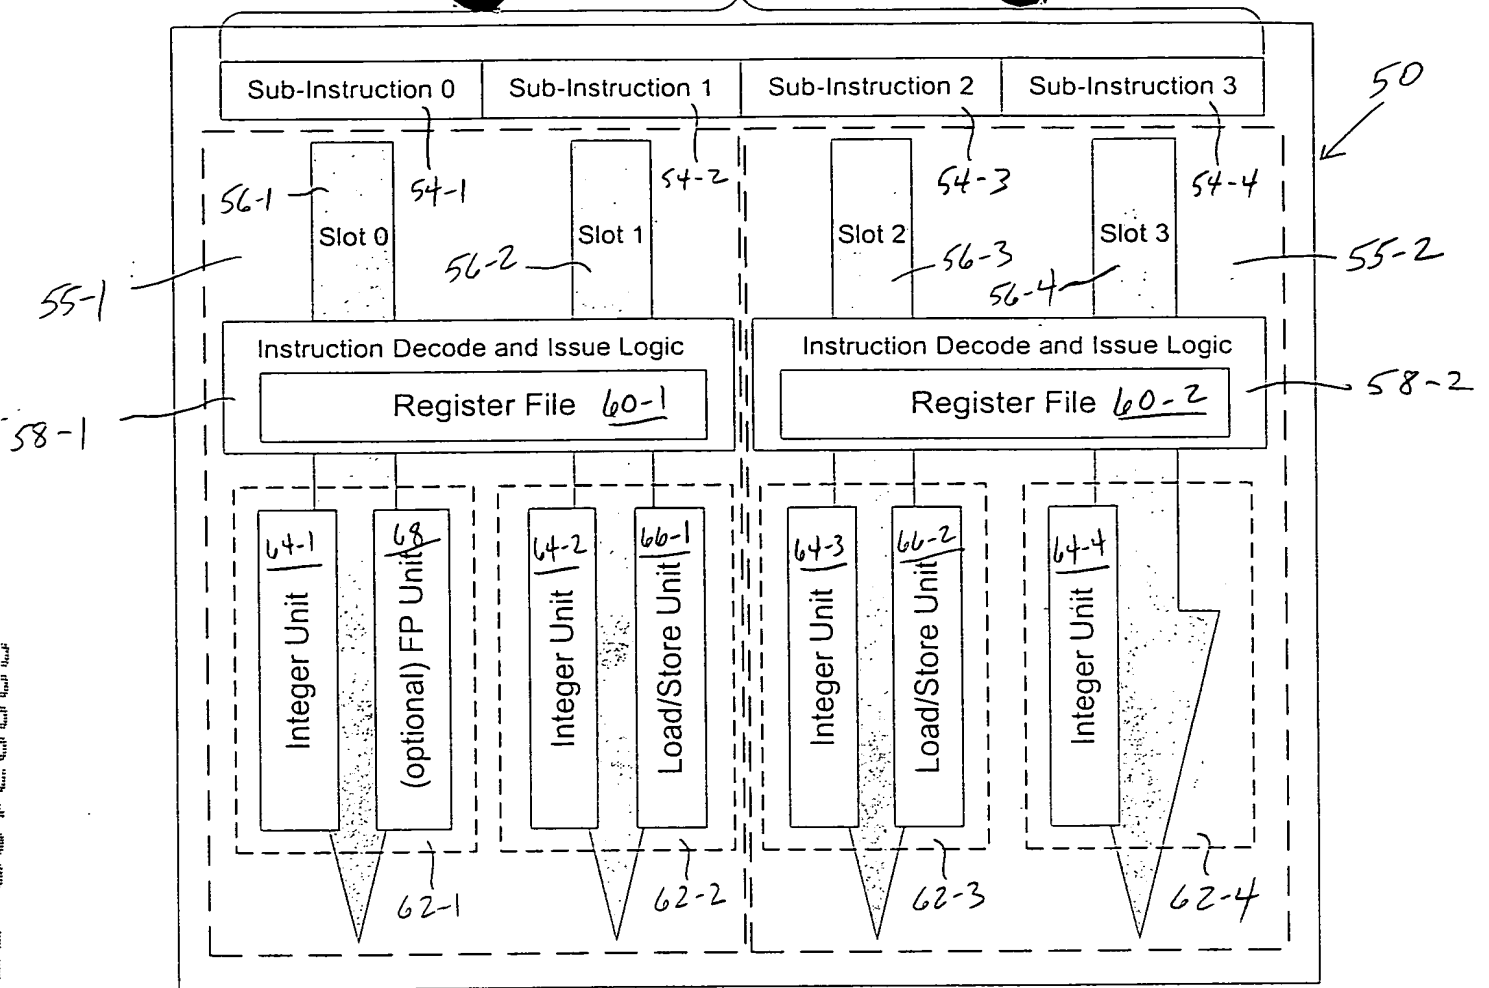 Sub-Instruction 0
Sub-Instruction 1
Sub-Instruction 2
Sub-Instruction 3
50
54-1
54-2
54-3
54-4
56-1
Slot 0
Slot 1
Slot 2
Slot 3
56-2
56-3
56-4
55-1
55-2
Instruction Decode and Issue Logic
Register File 60-1
Instruction Decode and Issue Logic
Register File 60-2
58-1
58-2
64-1
Integer Unit
68
(optional) FP Unit
64-2
Integer Unit
66-1
Load/Store Unit
64-3
Integer Unit
66-2
Load/Store Unit
64-4
Integer Unit
62-1
62-2
62-3
62-4